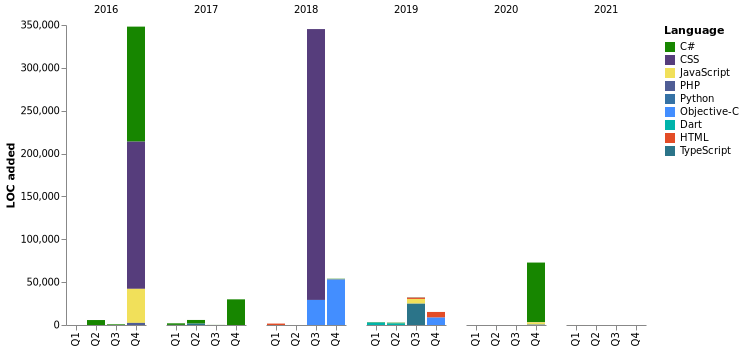 2016 2017 2018 2019 2020 2021
350,000
300,000
250,000
200,000
150,000
100,000
50,000
0
LOC added
Q1 Q2 Q3 Q4 Q1 Q2 Q3 Q4 Q1 Q2 Q3 Q4 Q1 Q2 Q3 Q4 Q1 Q2 Q3 Q4 Q1 Q2 Q3 Q4
Language
C#
CSS
JavaScript
PHP
Python
Objective-C
Dart
HTML
TypeScript